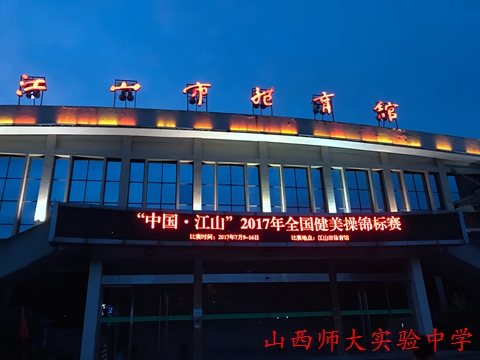 江山市体育馆
“中国·江山”2017年全国健美操锦标赛
比赛时间：2017年7月9-16日 比赛地点：江山市体育馆
山西师大实验中学